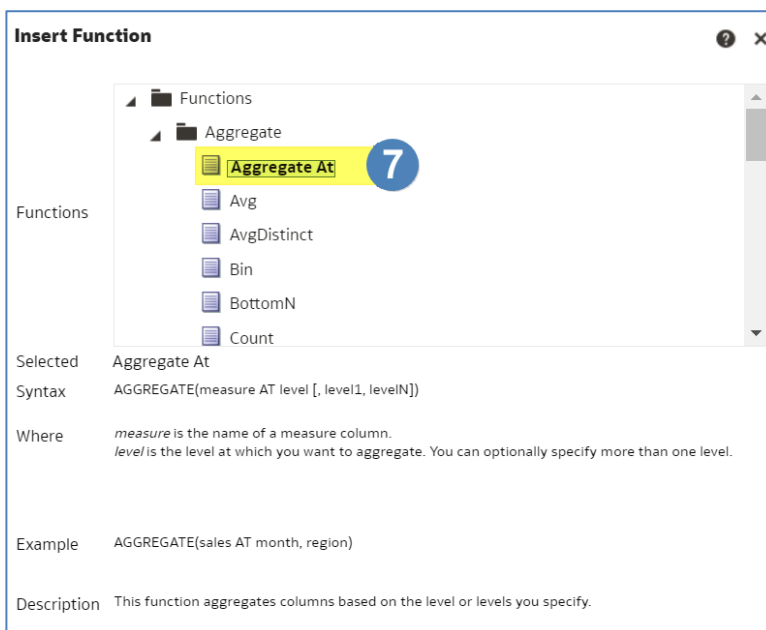 Insert Function
Functions
Aggregate
Aggregate At
7
Avg
Functions
AvgDistinct
Bin
BottomN
Count
Selected Aggregate At
Syntax AGGREGATE(measure AT level [, level1, levelN])
Where measure is the name of a measure column.
level is the level at which you want to aggregate. You can optionally specify more than one level.
Example AGGREGATE(sales AT month, region)
Description This function aggregates columns based on the level or levels you specify.